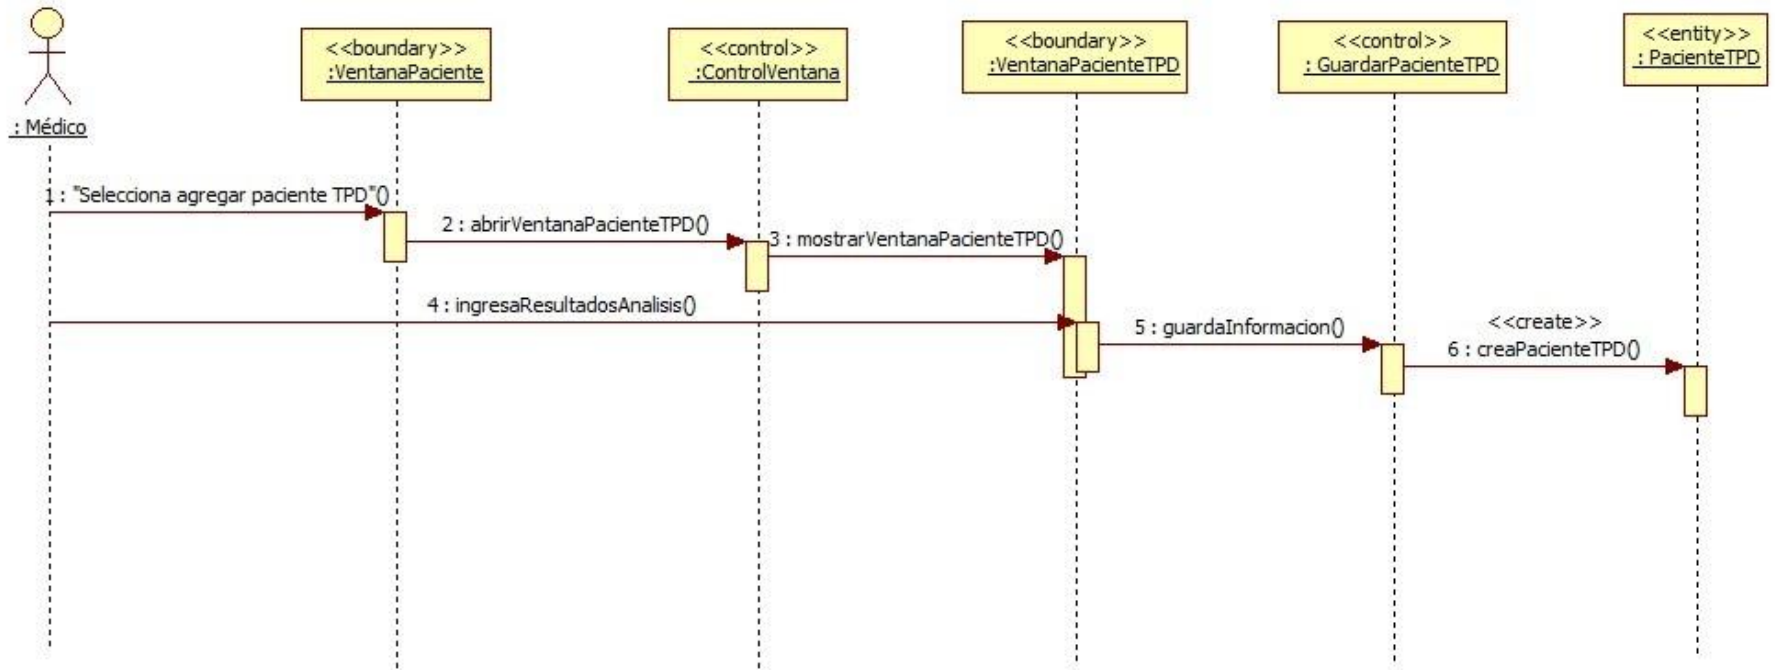 <<boundary>>
:VentanaPaciente
<<control>>
:ControlVentana
<<boundary>>
:VentanaPacienteTPD
<<control>>
: GuardarPacienteTPD
<<entity>>
: PacienteTPD
: Médico
1 : "Selecciona agregar paciente TPD"()
2 : abrirVentanaPacienteTPD()
3 : mostrarVentanaPacienteTPD()
4 : ingresaResultadosAnalisis()
5 : guardaInformacion()
<<create>>
6 : creaPacienteTPD()